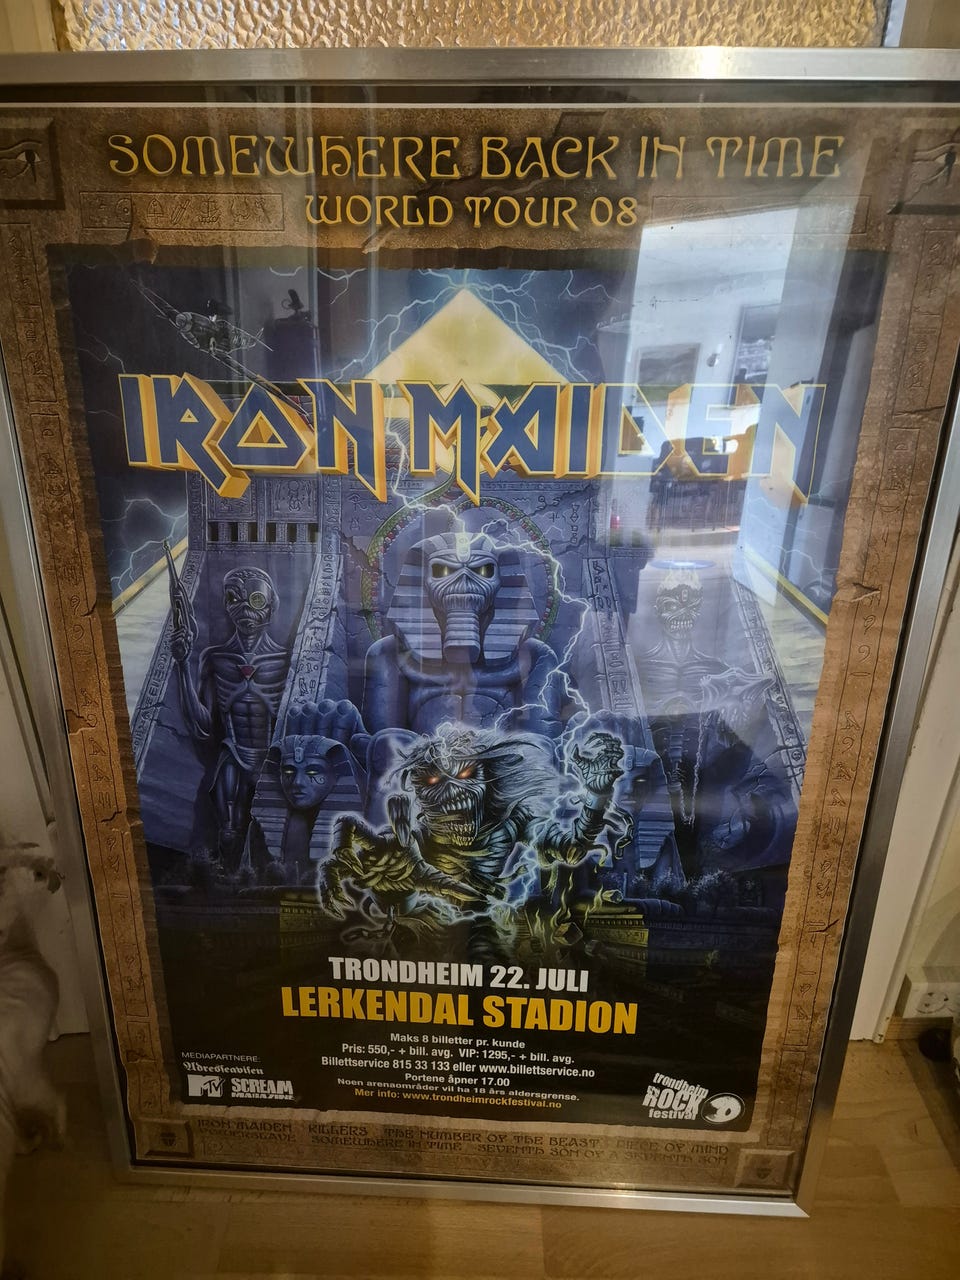 SOMEWHERE BACK IN TIME
WORLD TOUR 08
IRON MAIDEN
TRONDHEIM 22. JULI
LERKENDAL STADION
Maks 8 billetter pr. kunde
Pris: 550,- + bill. avg. VIP: 1295,- + bill. avg.
Billettservice 815 33 133 eller www.billettservice.no
Portene åpner 17.00
Noen arenaområder vil ha 18 års aldersgrense.
Mer info: www.trondheimrockfestival.no
MEDIAPARTNERE:
Adresseavisen
MTV SCREAM
MAGAZINE
trondheim
ROCK
festival
IRON MAIDEN KILLERS THE NUMBER OF THE BEAST PIECE OF MIND
POWERSLAVE SOMEWHERE IN TIME SEVENTH SON OF A SEVENTH SON